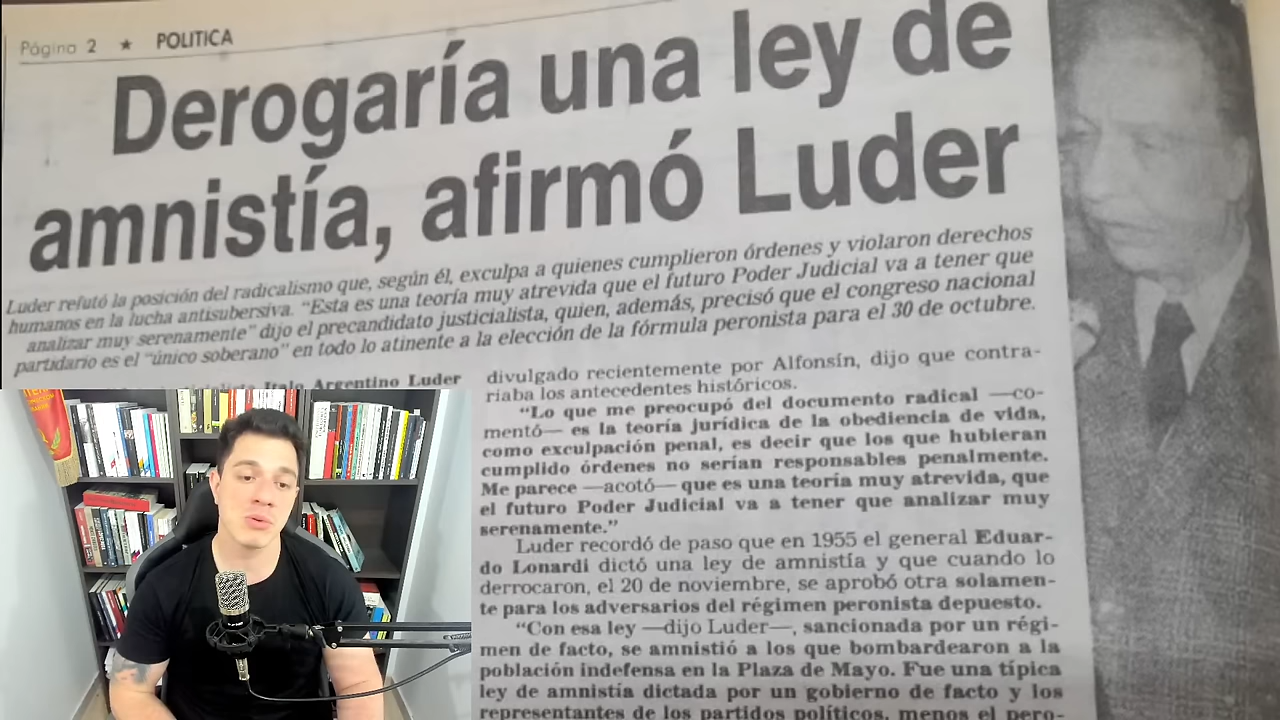 Página 2 ★ POLITICA
Derogaría una ley de
amnistía, afirmó Luder
Luder refutó la posición del radicalismo que, según él, exculpa a quienes cumplieron órdenes y violaron derechos
humanos en la lucha antisubersiva. “Esta es una teoría muy atrevida que el futuro Poder Judicial va a tener que
analizar muy serenamente” dijo el precandidato justicialista, quien, además, precisó que el congreso nacional
partidario es el “único soberano” en todo lo atinente a la elección de la fórmula peronista para el 30 de octubre.
Italo Argentino Luder
divulgado recientemente por Alfonsín, dijo que contra-
riaba los antecedentes históricos.
“Lo que me preocupó del documento radical —co-
mentó— es la teoría jurídica de la obediencia de vida,
como exculpación penal, es decir que los que hubieran
cumplido órdenes no serían responsables penalmente.
Me parece —acotó— que es una teoría muy atrevida, que
el futuro Poder Judicial va a tener que analizar muy
serenamente.”
Luder recordó de paso que en 1955 el general Eduar-
do Lonardi dictó una ley de amnistía y que cuando lo
derrocaron, el 20 de noviembre, se aprobó otra solamen-
te para los adversarios del régimen peronista depuesto.
“Con esa ley —dijo Luder—, sancionada por un régi-
men de facto, se amnistió a los que bombardearon a la
población indefensa en la Plaza de Mayo. Fue una típica
ley de amnistía dictada por un gobierno de facto y los
representantes de los partidos políticos, menos el pero-